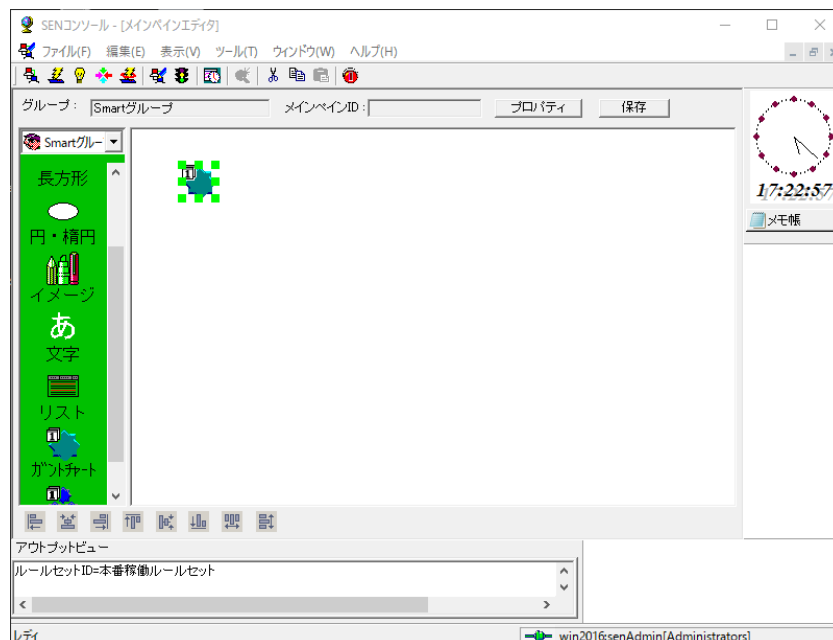 SENコンソール - [メインペインエディタ]
ファイル(F) 編集(E) 表示(V) ツール(T) ウィンドウ(W) ヘルプ(H)
グループ : Smartグループ メインペインID : プロパティ 保存
Smartグルー
長方形
円・楕円
イメージ
あ
文字
リスト
ガントチャート
1
1
1
17:22:57
メモ帳
アウトプットビュー
ルールセットID=本番稼働ルールセット
レディ
win2016:senAdmin[Administrators]